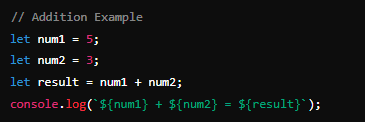 // Addition Example
let num1 = 5;
let num2 = 3;
let result = num1 + num2;
console.log(`${num1} + ${num2} = ${result}`);